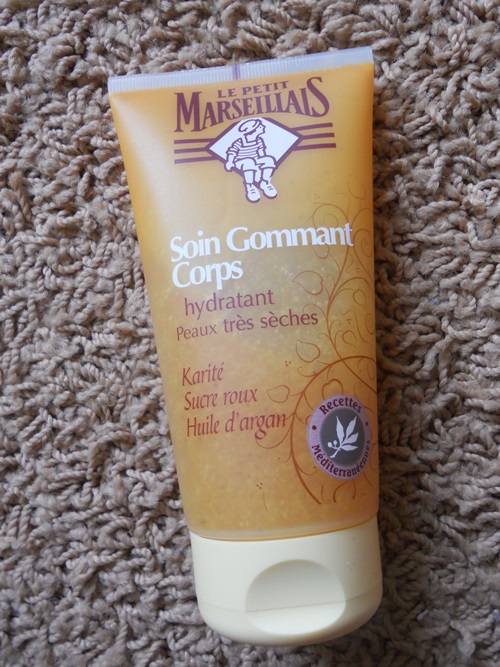 LE PETIT
MARSEILLAIS
Soin Gommant
Corps
hydratant
Peaux très sèches
Karité
Sucre roux
Huile d'argan
Recettes
Méditerranéennes